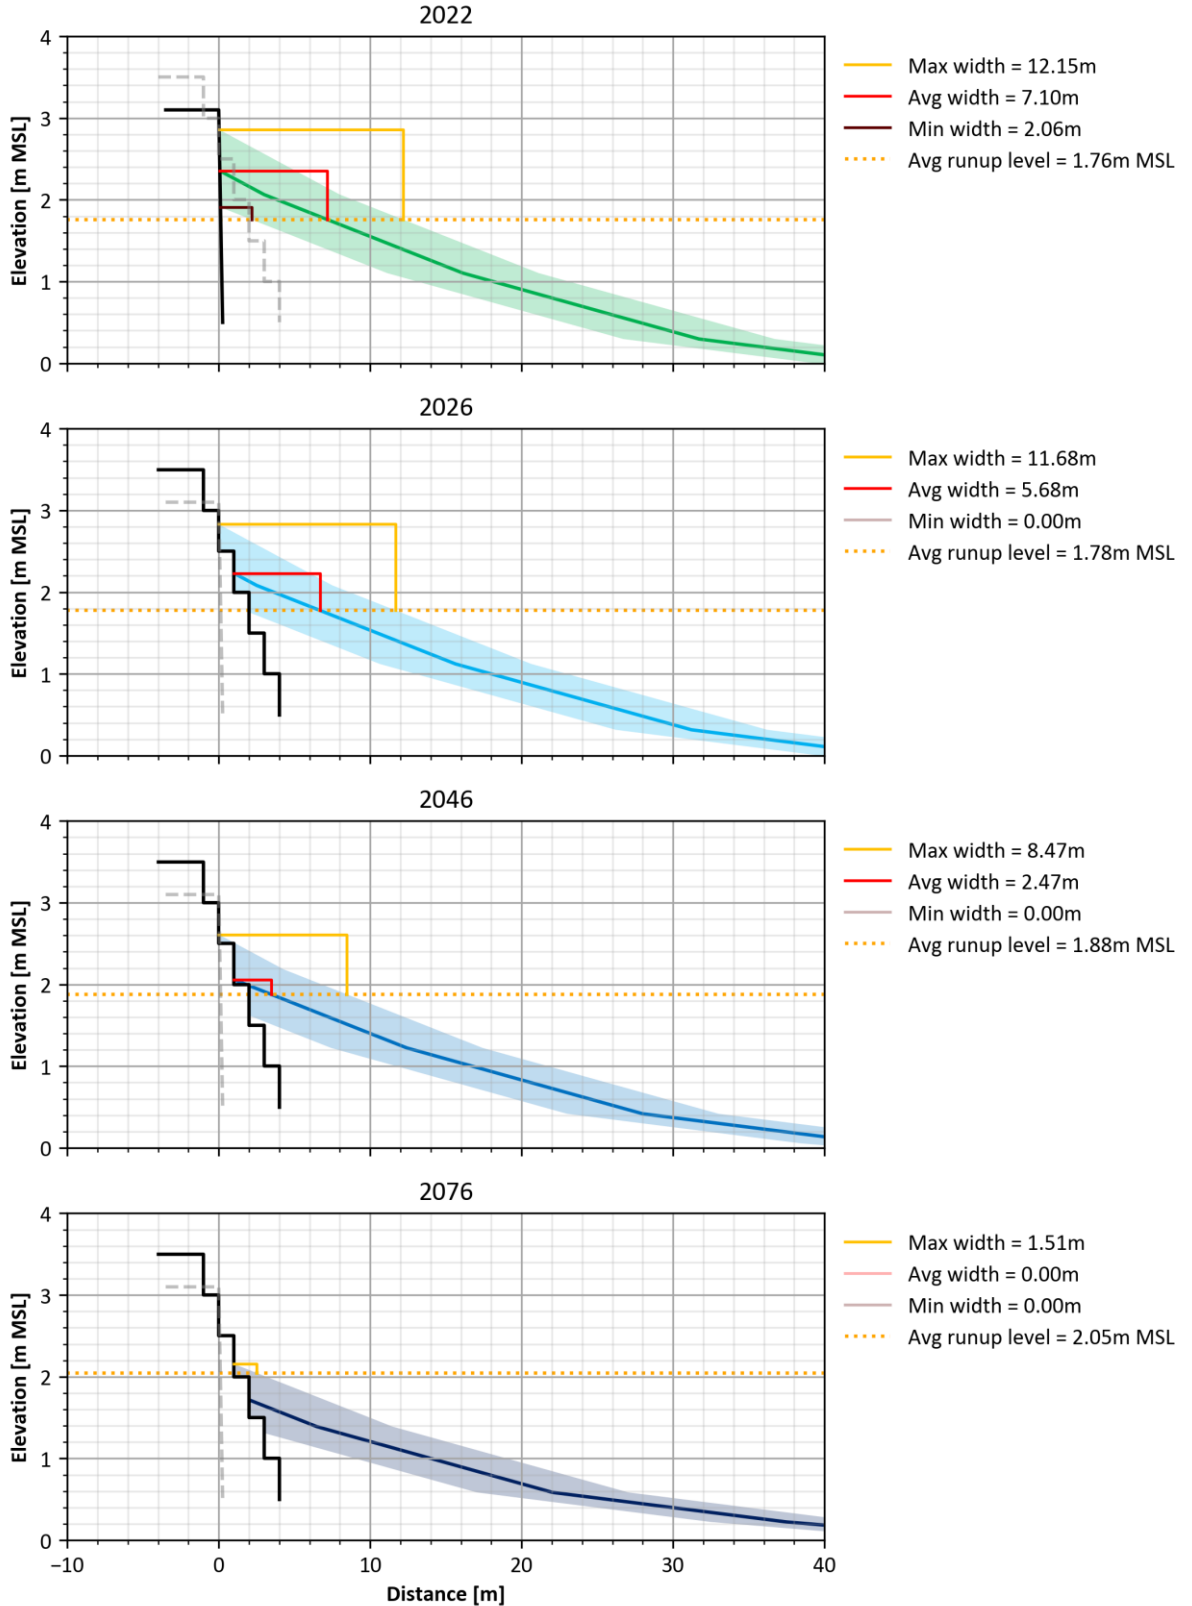 2022
4
3
2
1
0
Elevation [m MSL]
Max width = 12.15m
Avg width = 7.10m
Min width = 2.06m
Avg runup level = 1.76m MSL
2026
4
3
2
1
0
Elevation [m MSL]
Max width = 11.68m
Avg width = 5.68m
Min width = 0.00m
Avg runup level = 1.78m MSL
2046
4
3
2
1
0
Elevation [m MSL]
Max width = 8.47m
Avg width = 2.47m
Min width = 0.00m
Avg runup level = 1.88m MSL
2076
4
3
2
1
0
Elevation [m MSL]
Max width = 1.51m
Avg width = 0.00m
Min width = 0.00m
Avg runup level = 2.05m MSL
−10 0 10 20 30 40
Distance [m]